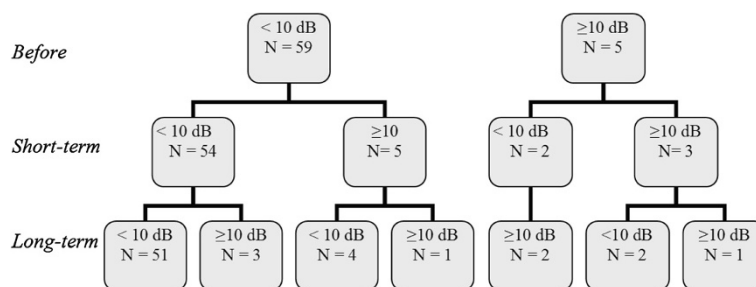 Before
< 10 dB
N = 59
≥10 dB
N = 5
Short-term
< 10 dB
N = 54
≥10
N= 5
< 10 dB
N = 2
≥10 dB
N= 3
Long-term
< 10 dB
N = 51
≥10 dB
N = 3
< 10 dB
N = 4
≥10 dB
N = 1
≥10 dB
N = 2
<10 dB
N = 2
≥10 dB
N = 1